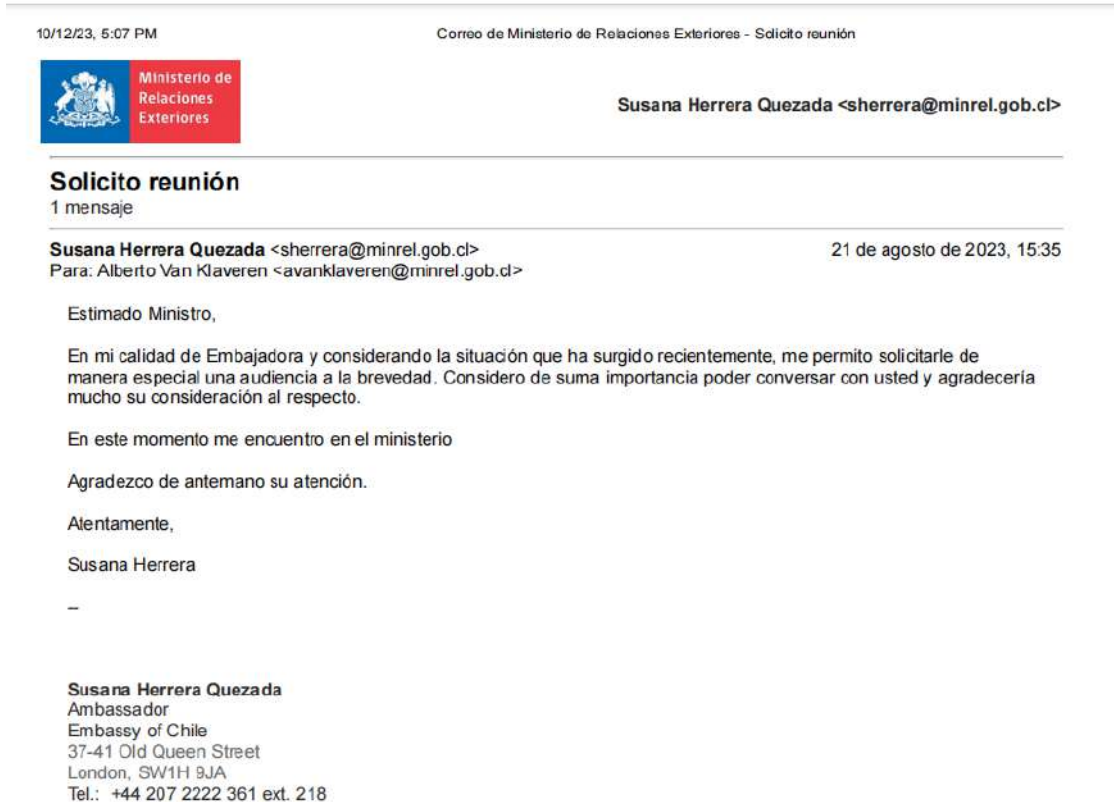 10/12/23, 5:07 PM
Correo de Ministerio de Relaciones Exteriores - Solicito reunión
Ministerio de
Relaciones
Exteriores
Susana Herrera Quezada <sherrera@minrel.gob.cl>
Solicito reunión
1 mensaje
Susana Herrera Quezada <sherrera@minrel.gob.cl>
21 de agosto de 2023, 15:35
Para: Alberto Van Klaveren <avanklaveren@minrel.gob.cl>
Estimado Ministro,
En mi calidad de Embajadora y considerando la situación que ha surgido recientemente, me permito solicitarle de
manera especial una audiencia a la brevedad. Considero de suma importancia poder conversar con usted y agradecería
mucho su consideración al respecto.
En este momento me encuentro en el ministerio
Agradezco de antemano su atención.
Atentamente,
Susana Herrera
--
Susana Herrera Quezada
Ambassador
Embassy of Chile
37-41 Old Queen Street
London, SW1H 9JA
Tel.: +44 207 2222 361 ext. 218